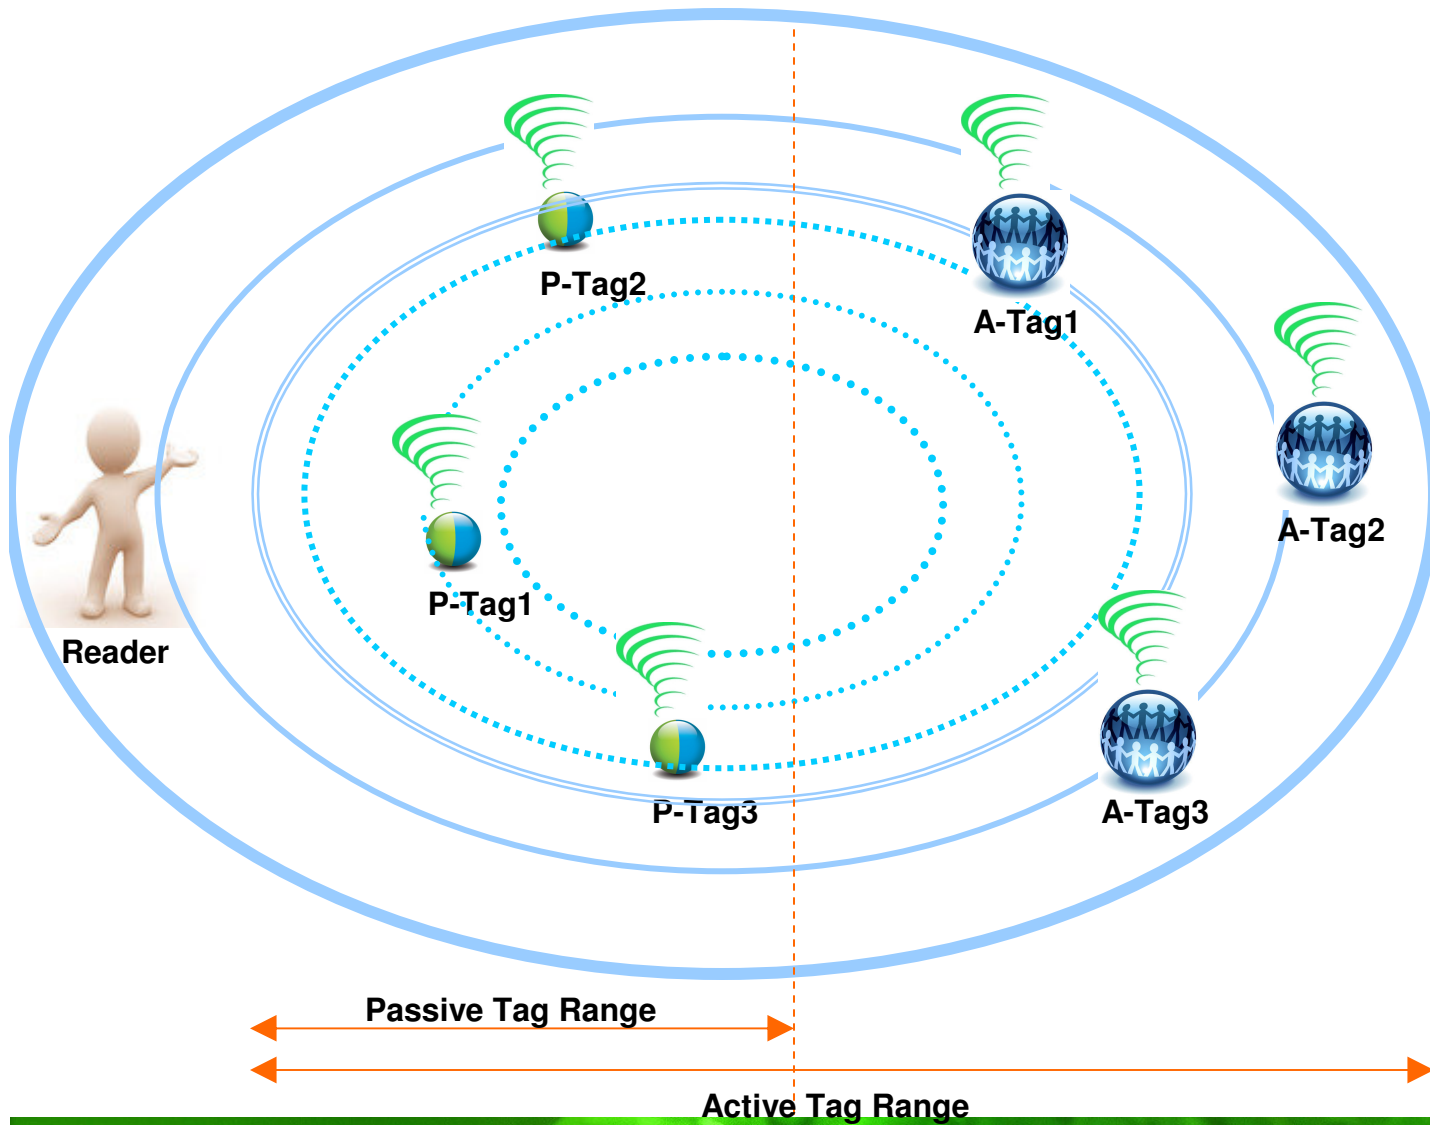 P-Tag2
A-Tag1
A-Tag2
P-Tag1
Reader
P-Tag3
A-Tag3
Passive Tag Range
Active Tag Range